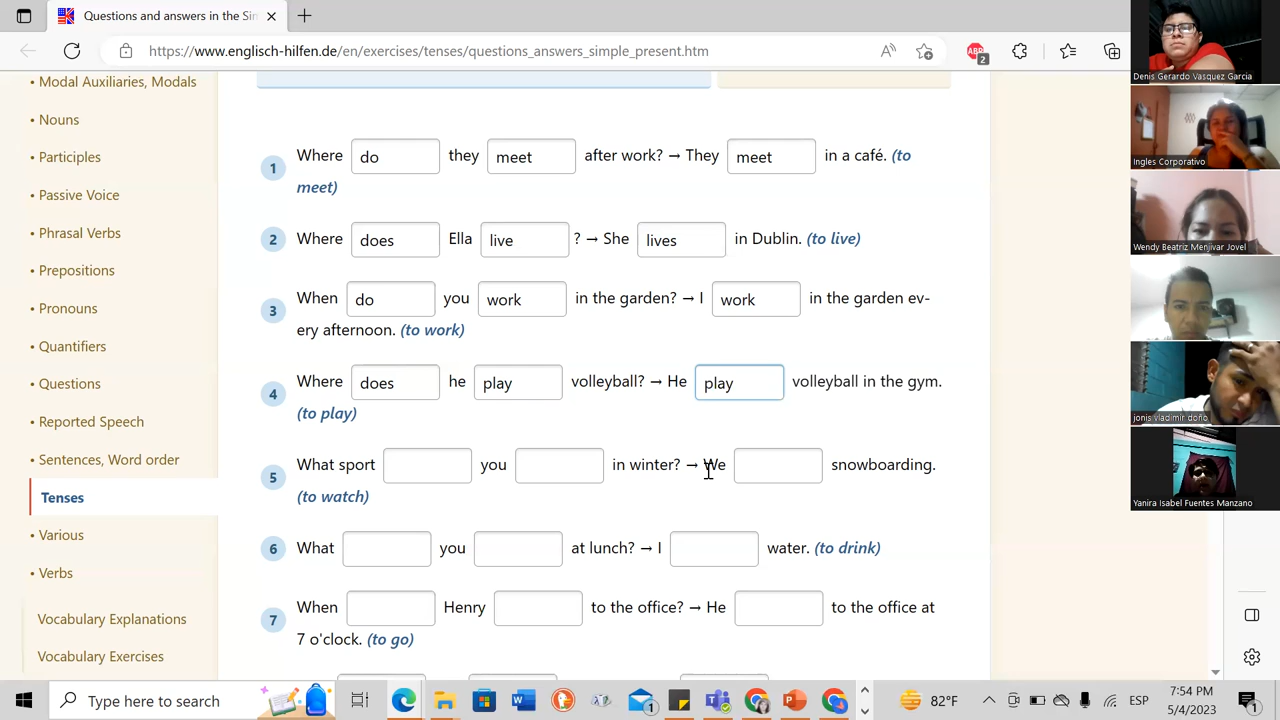 Questions and answers in the Sim
https://www.englisch-hilfen.de/en/exercises/tenses/questions_answers_simple_present.htm
ABP
2
• Modal Auxiliaries, Modals
• Nouns
• Participles
• Passive Voice
• Phrasal Verbs
• Prepositions
• Pronouns
• Quantifiers
• Questions
• Reported Speech
• Sentences, Word order
Tenses
• Various
• Verbs
Vocabulary Explanations
Vocabulary Exercises
1 Where do they meet after work? → They meet in a café. (to
meet)
2 Where does Ella live ? → She lives in Dublin. (to live)
3 When do you work in the garden? → I work in the garden ev-
ery afternoon. (to work)
4 Where does he play volleyball? → He play volleyball in the gym.
(to play)
5 What sport you in winter? → We snowboarding.
(to watch)
6 What you at lunch? → I water. (to drink)
7 When Henry to the office? → He to the office at
7 o'clock. (to go)
Denis Gerardo Vasquez Garcia
Ingles Corporativo
Wendy Beatriz Menjivar Jovel
jonis vladimir doño
Yanira Isabel Fuentes Manzano
Type here to search
1
82°F
ESP
7:54 PM
5/4/2023
1